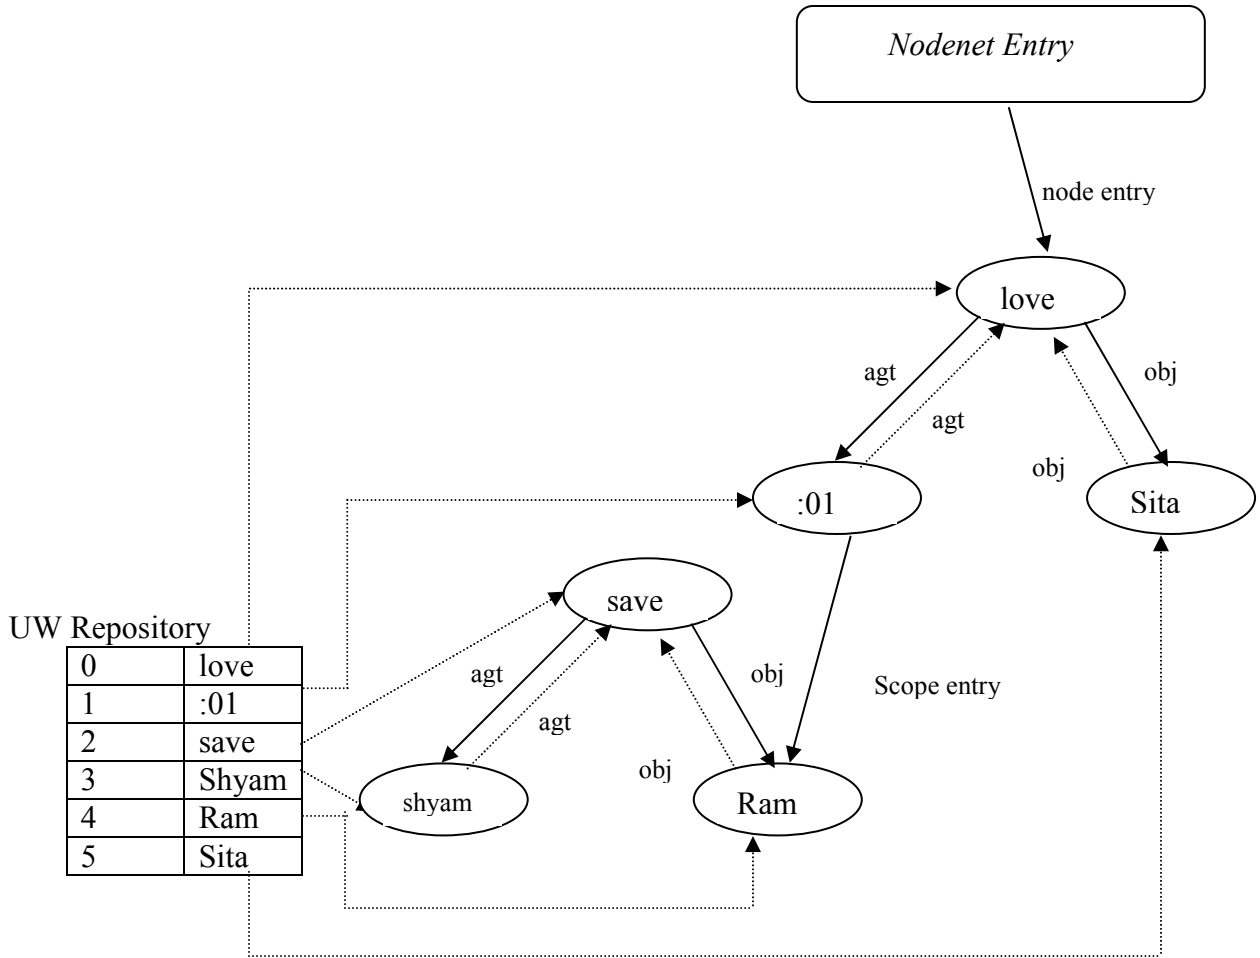 Nodenet Entry
node entry
love
agt
obj
agt
obj
:01
Sita
save
UW Repository
0 love
1 :01
2 save
3 Shyam
4 Ram
5 Sita
agt
obj
Scope entry
agt
obj
shyam
Ram